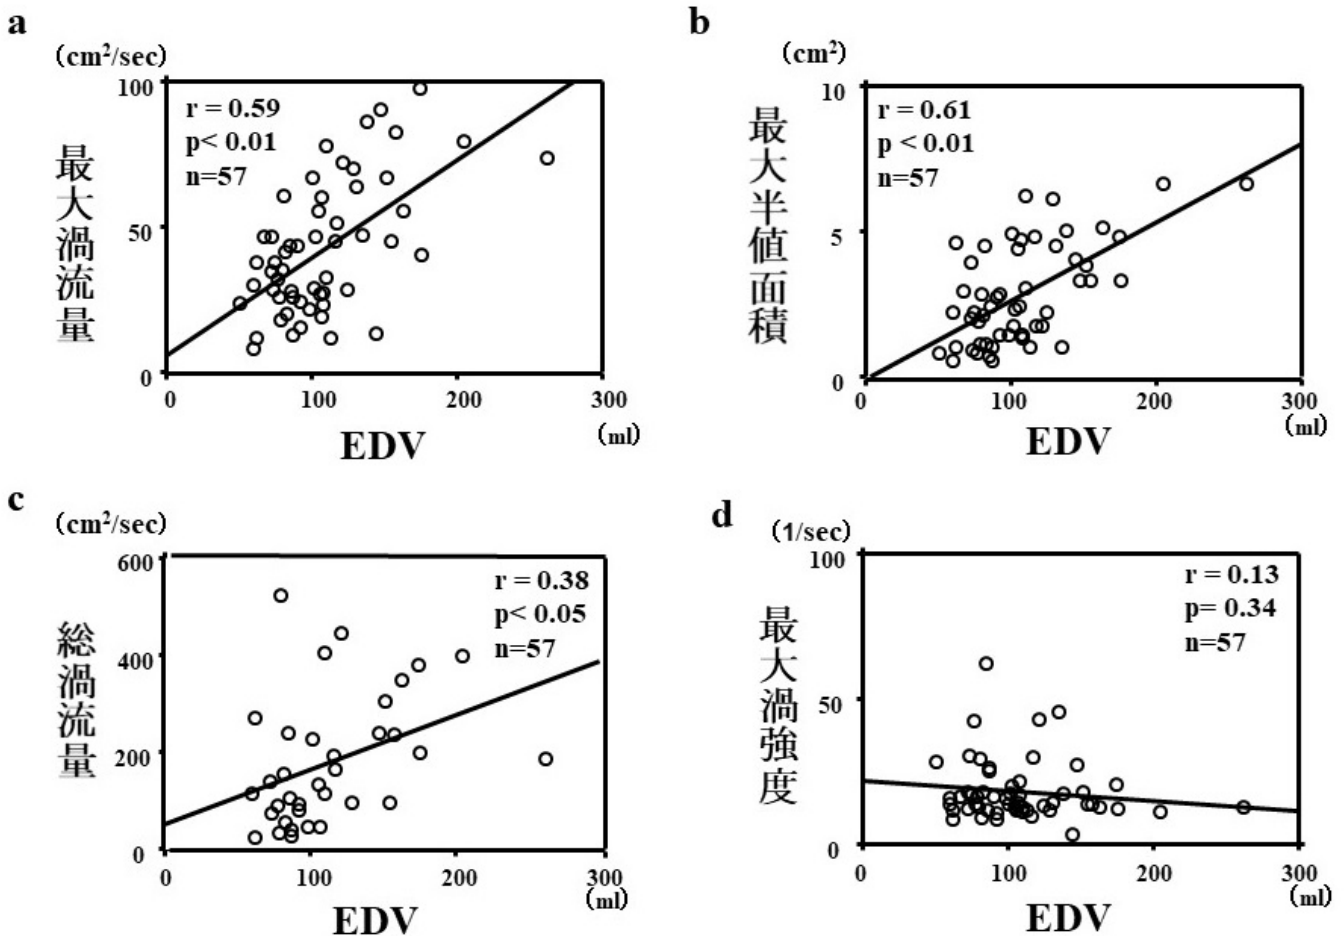 a
(cm²/sec)
最大渦流量
r = 0.59
p< 0.01
n=57
100
50
0
0 100 200 300
EDV
(ml)
b
(cm²)
最大半値面積
r = 0.61
p < 0.01
n=57
10
5
0
0 100 200 300
EDV
(ml)
c
(cm²/sec)
総渦流量
r = 0.38
p< 0.05
n=57
600
400
200
0
0 100 200 300
EDV
(ml)
d
(1/sec)
最大渦強度
r = 0.13
p= 0.34
n=57
100
50
0
0 100 200 300
EDV
(ml)